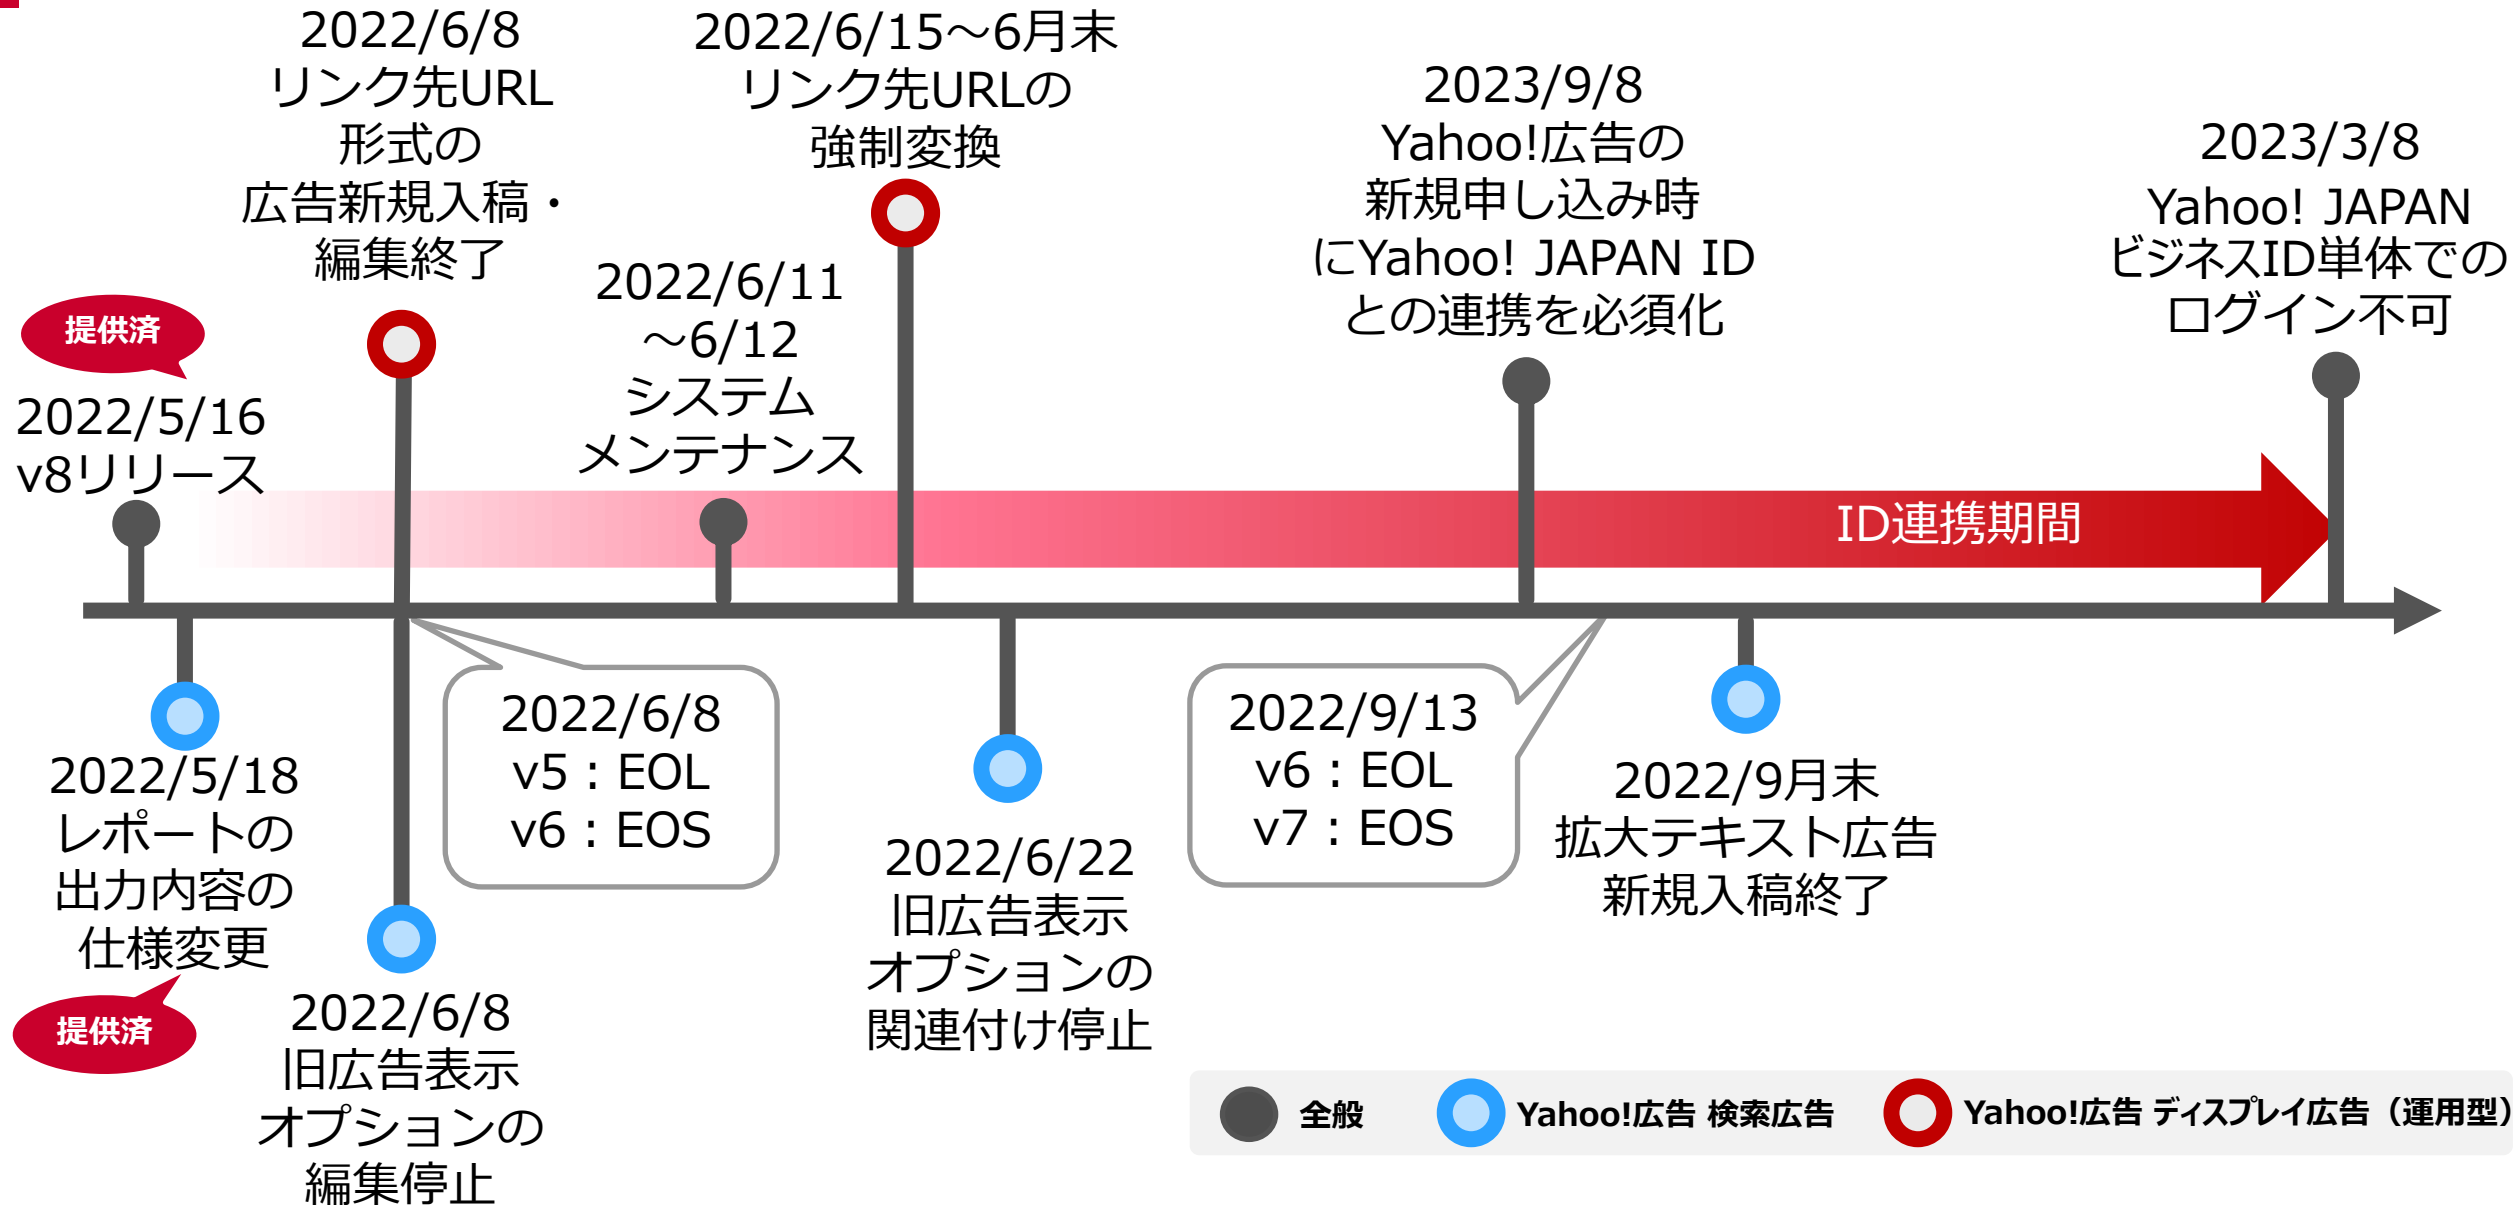 2022/6/8
リンク先URL
形式の
広告新規入稿・
編集終了
2022/6/15～6月末
リンク先URLの
強制変換
2023/9/8
Yahoo!広告の
新規申し込み時
にYahoo! JAPAN ID
との連携を必須化
2023/3/8
Yahoo! JAPAN
ビジネスID単体での
ログイン不可
2022/6/11
～6/12
システム
メンテナンス
提供済
2022/5/16
v8リリース
ID連携期間
2022/5/18
レポートの
出力内容の
仕様変更
提供済
2022/6/8
v5：EOL
v6：EOS
2022/6/8
旧広告表示
オプションの
編集停止
2022/6/22
旧広告表示
オプションの
関連付け停止
2022/9/13
v6：EOL
v7：EOS
2022/9月末
拡大テキスト広告
新規入稿終了
全般
Yahoo!広告 検索広告
Yahoo!広告 ディスプレイ広告（運用型）